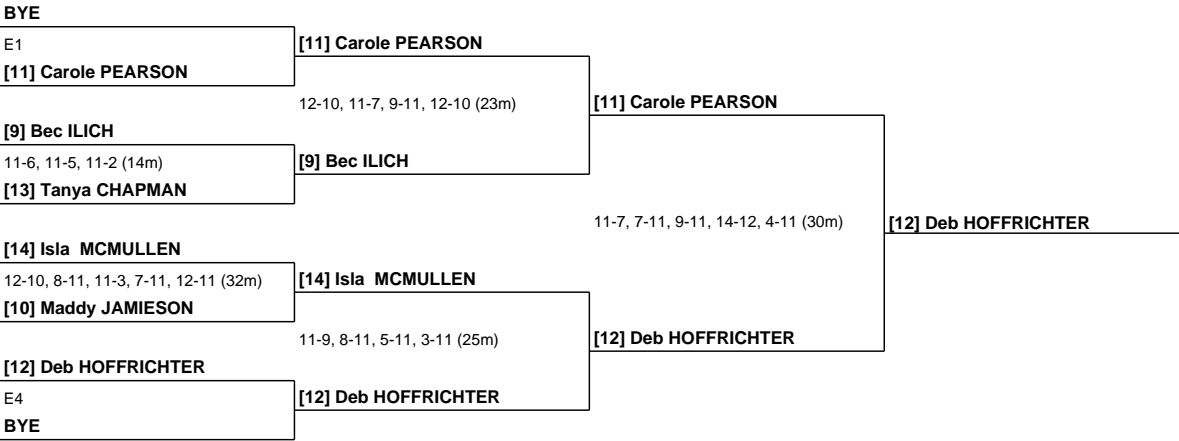 BYE
E1
[11] Carole PEARSON
[11] Carole PEARSON
12-10, 11-7, 9-11, 12-10 (23m)
[11] Carole PEARSON
[9] Bec ILICH
11-6, 11-5, 11-2 (14m)
[9] Bec ILICH
[13] Tanya CHAPMAN
11-7, 7-11, 9-11, 14-12, 4-11 (30m)
[12] Deb HOFFRICHTER
[14] Isla  MCMULLEN
12-10, 8-11, 11-3, 7-11, 12-11 (32m)
[14] Isla  MCMULLEN
[10] Maddy JAMIESON
11-9, 8-11, 5-11, 3-11 (25m)
[12] Deb HOFFRICHTER
[12] Deb HOFFRICHTER
E4
[12] Deb HOFFRICHTER
BYE